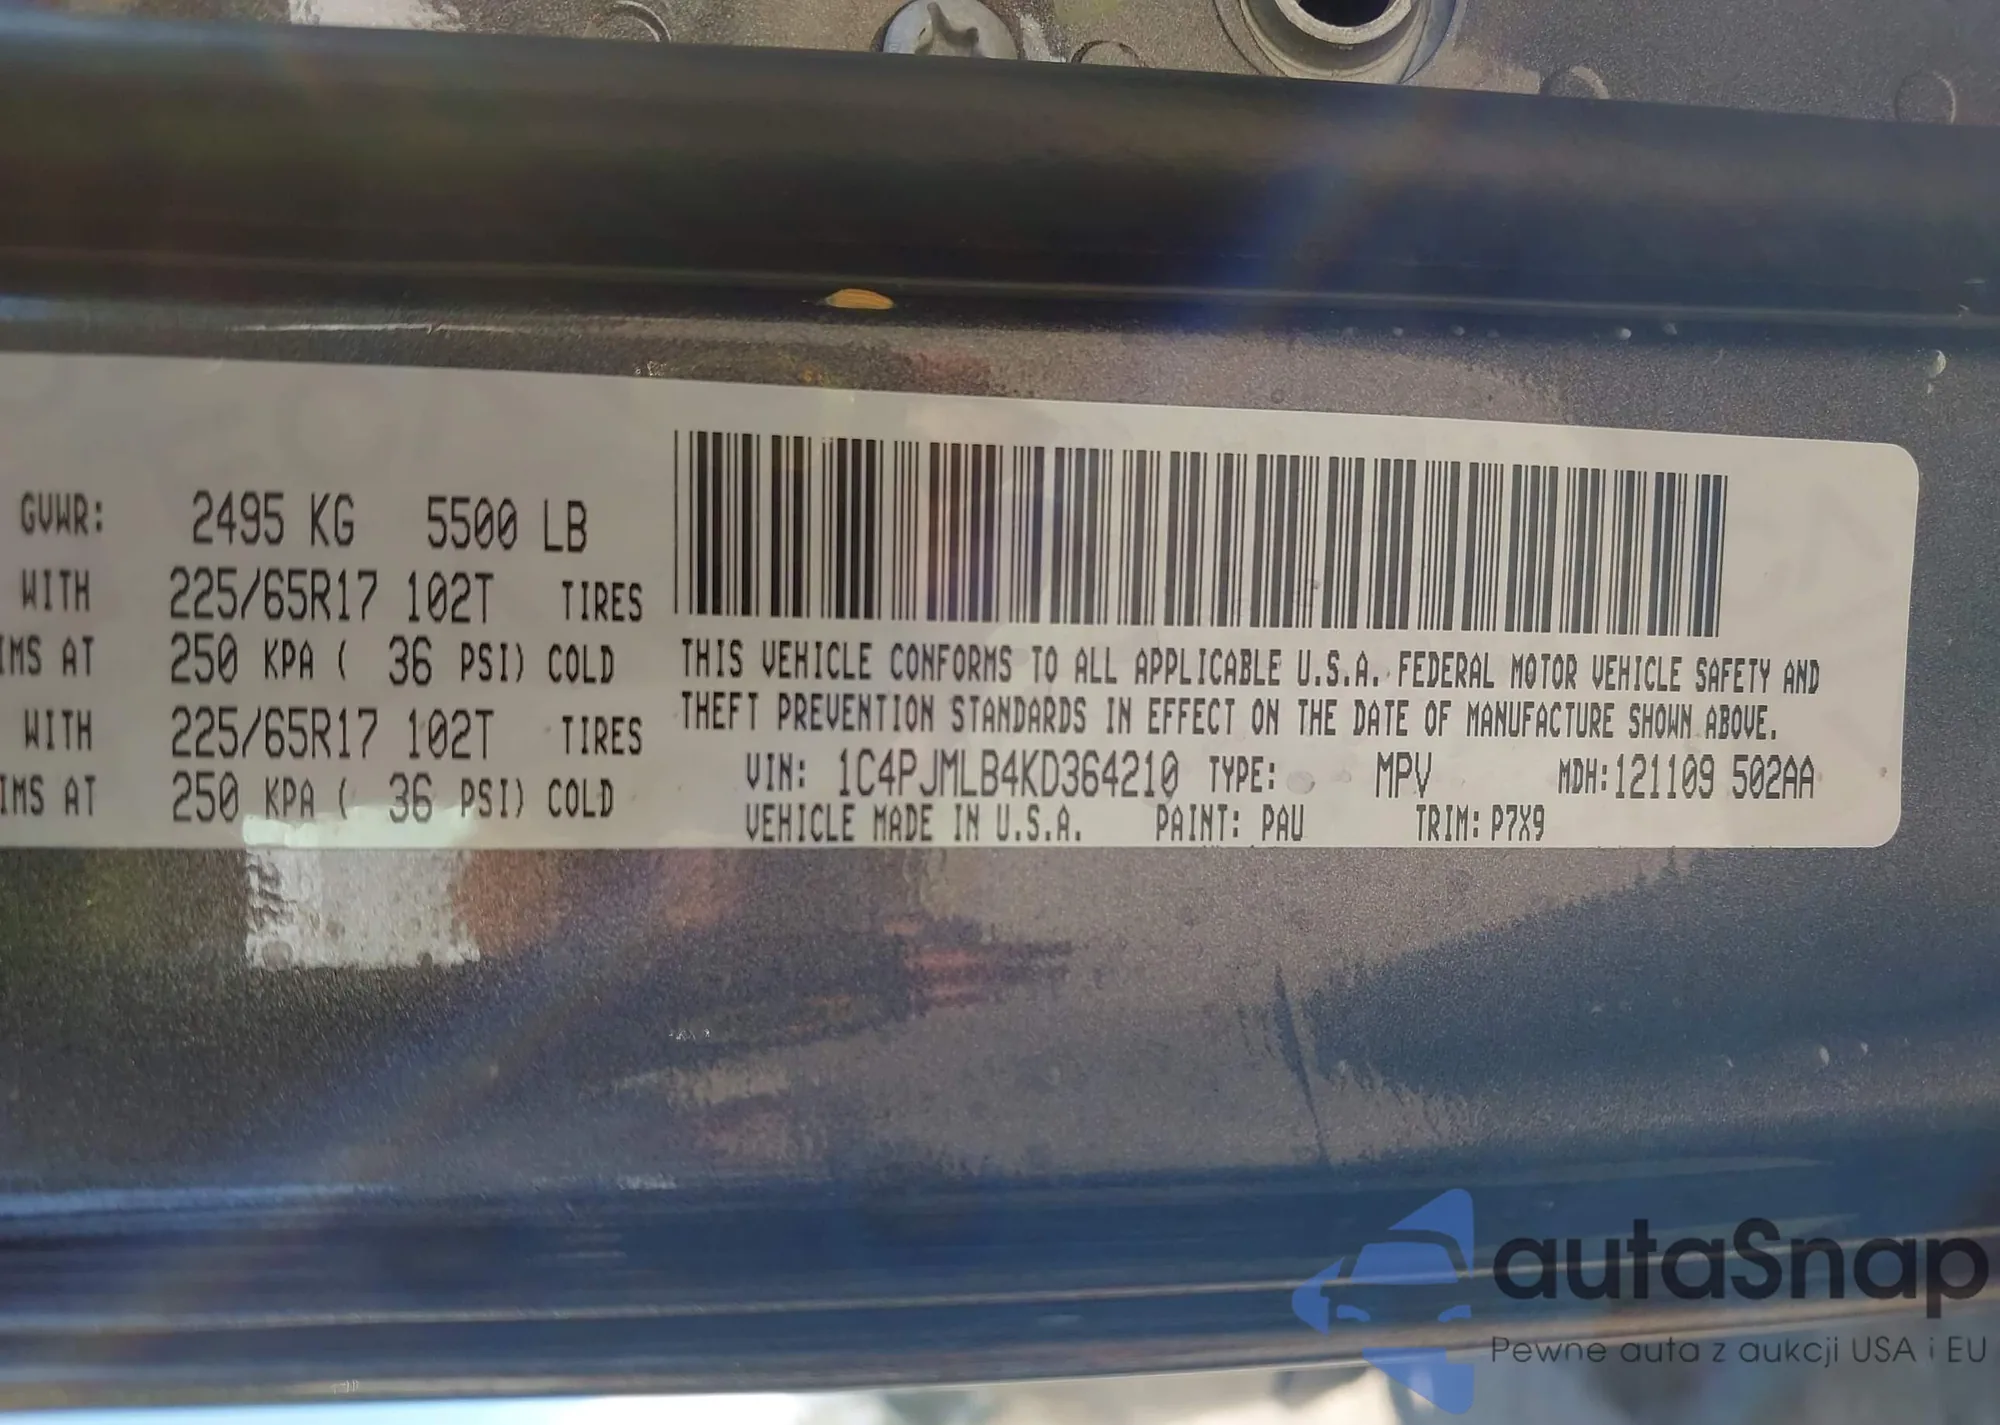 GVWR: 2495 KG 5500 LB
WITH 225/65R17 102T TIRES
IMS AT 250 KPA ( 36 PSI) COLD
WITH 225/65R17 102T TIRES
IMS AT 250 KPA ( 36 PSI) COLD
THIS VEHICLE CONFORMS TO ALL APPLICABLE U.S.A. FEDERAL MOTOR VEHICLE SAFETY AND
THEFT PREVENTION STANDARDS IN EFFECT ON THE DATE OF MANUFACTURE SHOWN ABOVE.
VIN: 1C4PJMLB4KD364210 TYPE: MPV MDH:121109 502AA
VEHICLE MADE IN U.S.A. PAINT: PAU TRIM: P7X9
autaSnap
Pewne auta z aukcji USA i EU